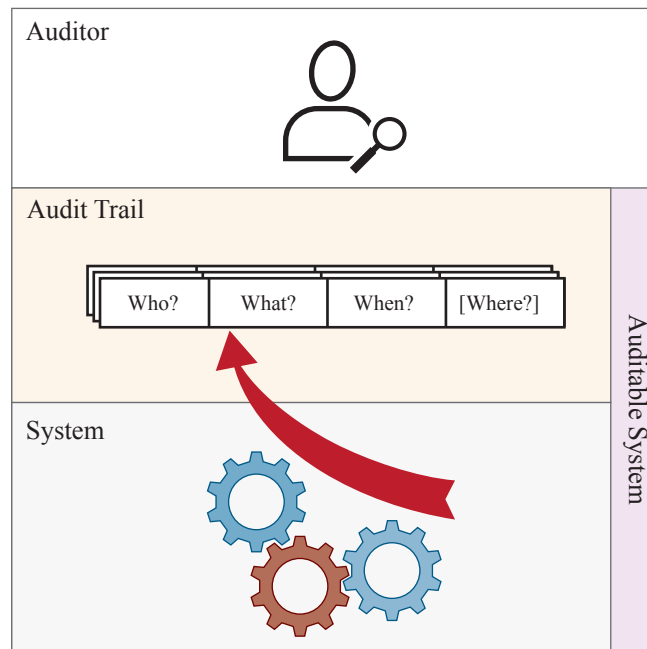 Auditor
Audit Trail
Who? What? When? [Where?]
Auditable System
System